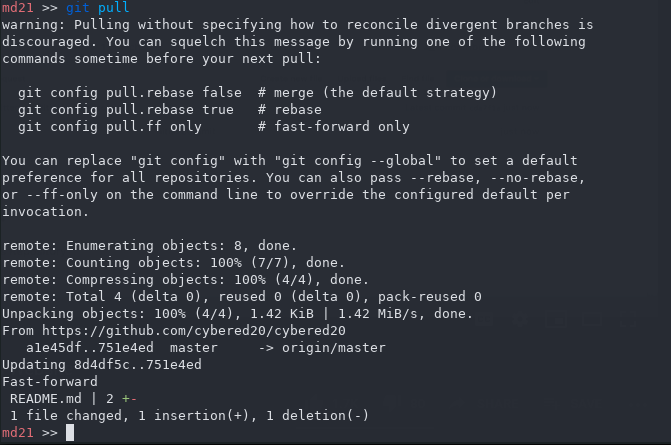 md21 >> git pull
warning: Pulling without specifying how to reconcile divergent branches is
discouraged. You can squelch this message by running one of the following
commands sometime before your next pull:
  git config pull.rebase false  # merge (the default strategy)
  git config pull.rebase true   # rebase
  git config pull.ff only       # fast-forward only
You can replace "git config" with "git config --global" to set a default
preference for all repositories. You can also pass --rebase, --no-rebase,
or --ff-only on the command line to override the configured default per
invocation.
remote: Enumerating objects: 8, done.
remote: Counting objects: 100% (7/7), done.
remote: Compressing objects: 100% (4/4), done.
remote: Total 4 (delta 0), reused 0 (delta 0), pack-reused 0
Unpacking objects: 100% (4/4), 1.42 KiB | 1.42 MiB/s, done.
From https://github.com/cybered20/cybered20
   a1e45df..751e4ed  master     -> origin/master
Updating 8d4df5c..751e4ed
Fast-forward
 README.md | 2 +-
 1 file changed, 1 insertion(+), 1 deletion(-)
md21 >>